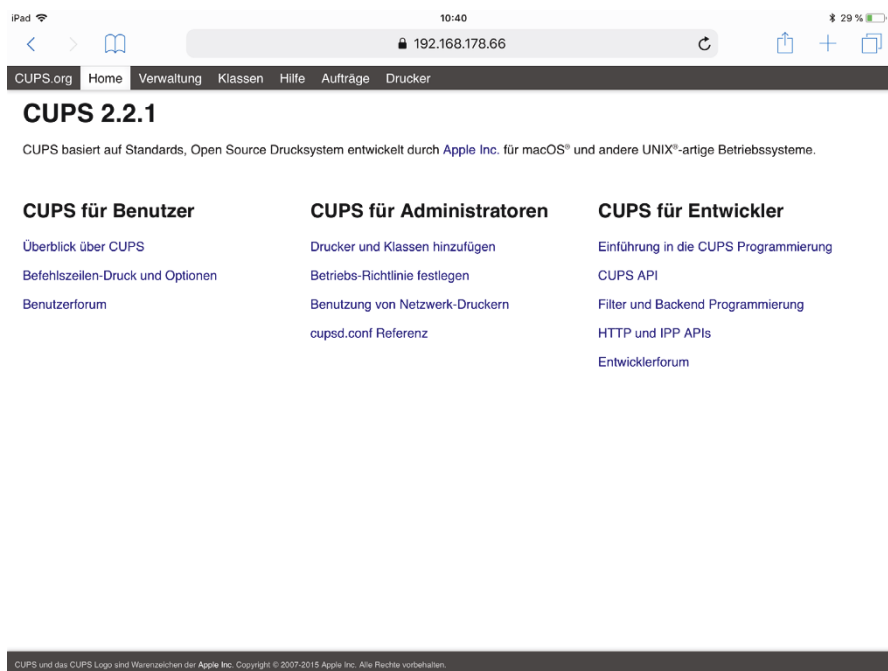 iPad 10:40 29 %
192.168.178.66
CUPS.org Home Verwaltung Klassen Hilfe Aufträge Drucker
CUPS 2.2.1
CUPS basiert auf Standards, Open Source Drucksystem entwickelt durch Apple Inc. für macOS® und andere UNIX®-artige Betriebssysteme.
CUPS für Benutzer
Überblick über CUPS
Befehlszeilen-Druck und Optionen
Benutzerforum
CUPS für Administratoren
Drucker und Klassen hinzufügen
Betriebs-Richtlinie festlegen
Benutzung von Netzwerk-Druckern
cupsd.conf Referenz
CUPS für Entwickler
Einführung in die CUPS Programmierung
CUPS API
Filter und Backend Programmierung
HTTP und IPP APIs
Entwicklerforum
CUPS und das CUPS Logo sind Warenzeichen der Apple Inc. Copyright © 2007-2015 Apple Inc. Alle Rechte vorbehalten.